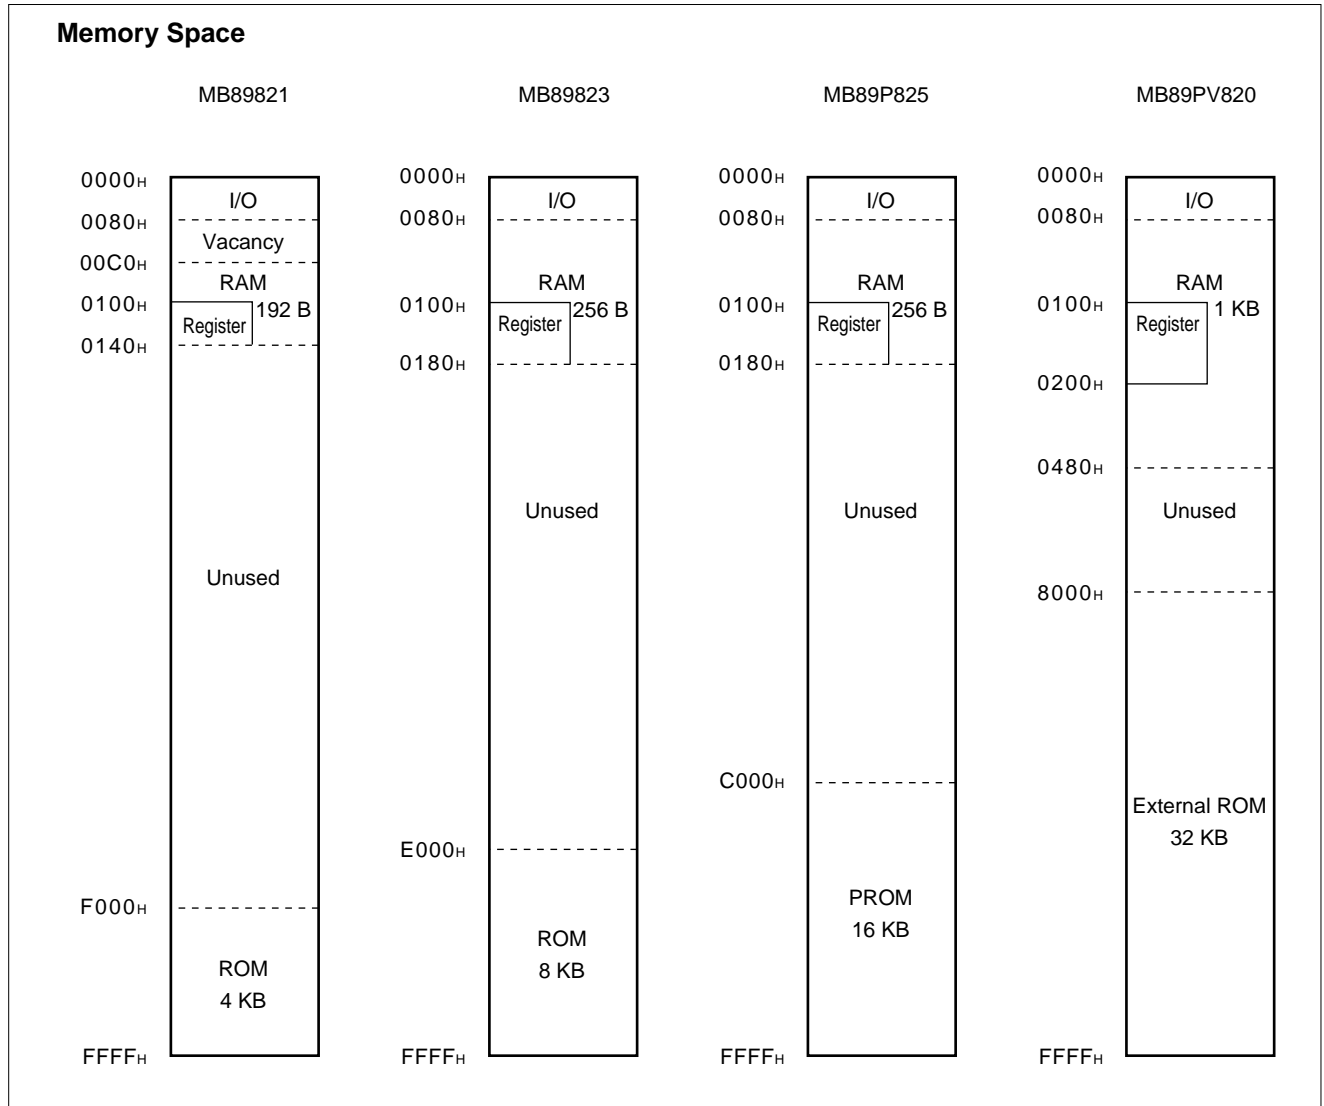 Memory Space
MB89821
0000H
I/O
0080H
Vacancy
00C0H
RAM
0100H
192 B
Register
0140H
Unused
F000H
ROM
4 KB
FFFFH
MB89823
0000H
I/O
0080H
RAM
0100H
256 B
Register
0180H
Unused
E000H
ROM
8 KB
FFFFH
MB89P825
0000H
I/O
0080H
RAM
0100H
256 B
Register
0180H
Unused
C000H
PROM
16 KB
FFFFH
MB89PV820
0000H
I/O
0080H
RAM
0100H
1 KB
Register
0200H
0480H
Unused
8000H
External ROM
32 KB
FFFFH